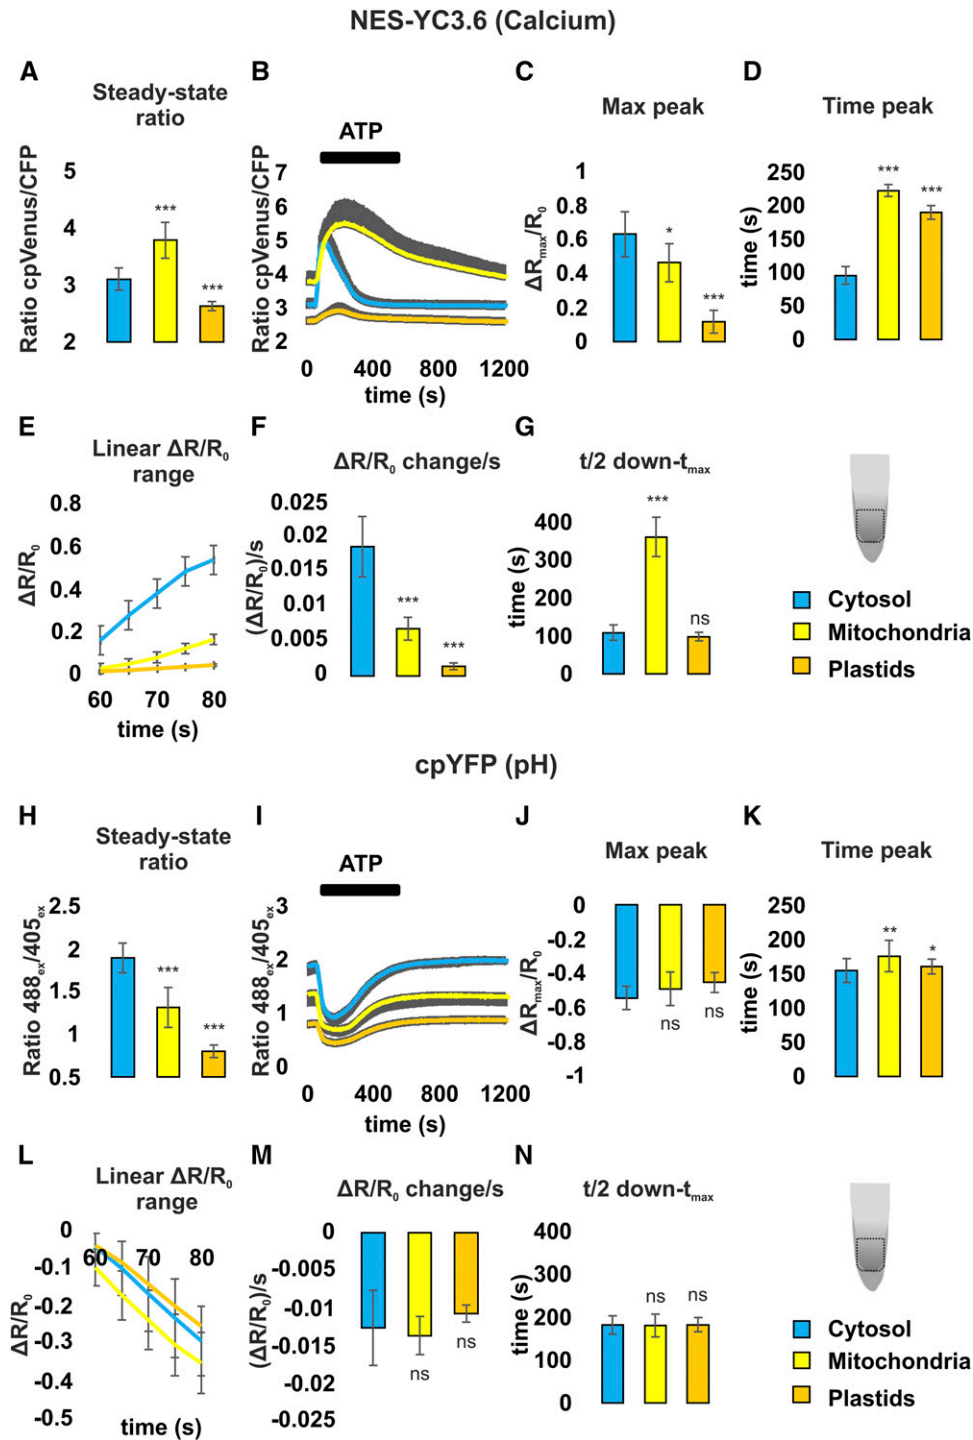 NES-YC3.6 (Calcium)
A
Steady-state
ratio
Ratio cpVenus/CFP
5
4
3
2
***
***
B
ATP
Ratio cpVenus/CFP
7
6
5
4
3
2
0 400 800 1200
time (s)
C
Max peak
ΔRmax/R0
1
0.8
0.6
0.4
0.2
0
*
***
D
Time peak
time (s)
250
200
150
100
50
0
***
***
E
Linear ΔR/R0
range
ΔR/R0
0.8
0.6
0.4
0.2
0
60 70 80
time (s)
F
ΔR/R0 change/s
(ΔR/R0)/s
0.025
0.02
0.015
0.01
0.005
0
***
***
G
t/2 down-tmax
time (s)
400
300
200
100
0
***
ns
Cytosol
Mitochondria
Plastids
cpYFP (pH)
H
Steady-state
ratio
Ratio 488ex/405ex
2.5
2
1.5
1
0.5
***
***
I
ATP
Ratio 488ex/405ex
3
2
1
0
0 400 800 1200
time (s)
J
Max peak
ΔRmax/R0
0
-0.2
-0.4
-0.6
-0.8
-1
ns
ns
K
Time peak
time (s)
250
200
150
100
50
0
**
*
L
Linear ΔR/R0
range
ΔR/R0
0
-0.1
-0.2
-0.3
-0.4
-0.5
60 70 80
time (s)
M
ΔR/R0 change/s
(ΔR/R0)/s
0
-0.005
-0.01
-0.015
-0.02
-0.025
ns
ns
N
t/2 down-tmax
time (s)
400
300
200
100
0
ns
ns
Cytosol
Mitochondria
Plastids